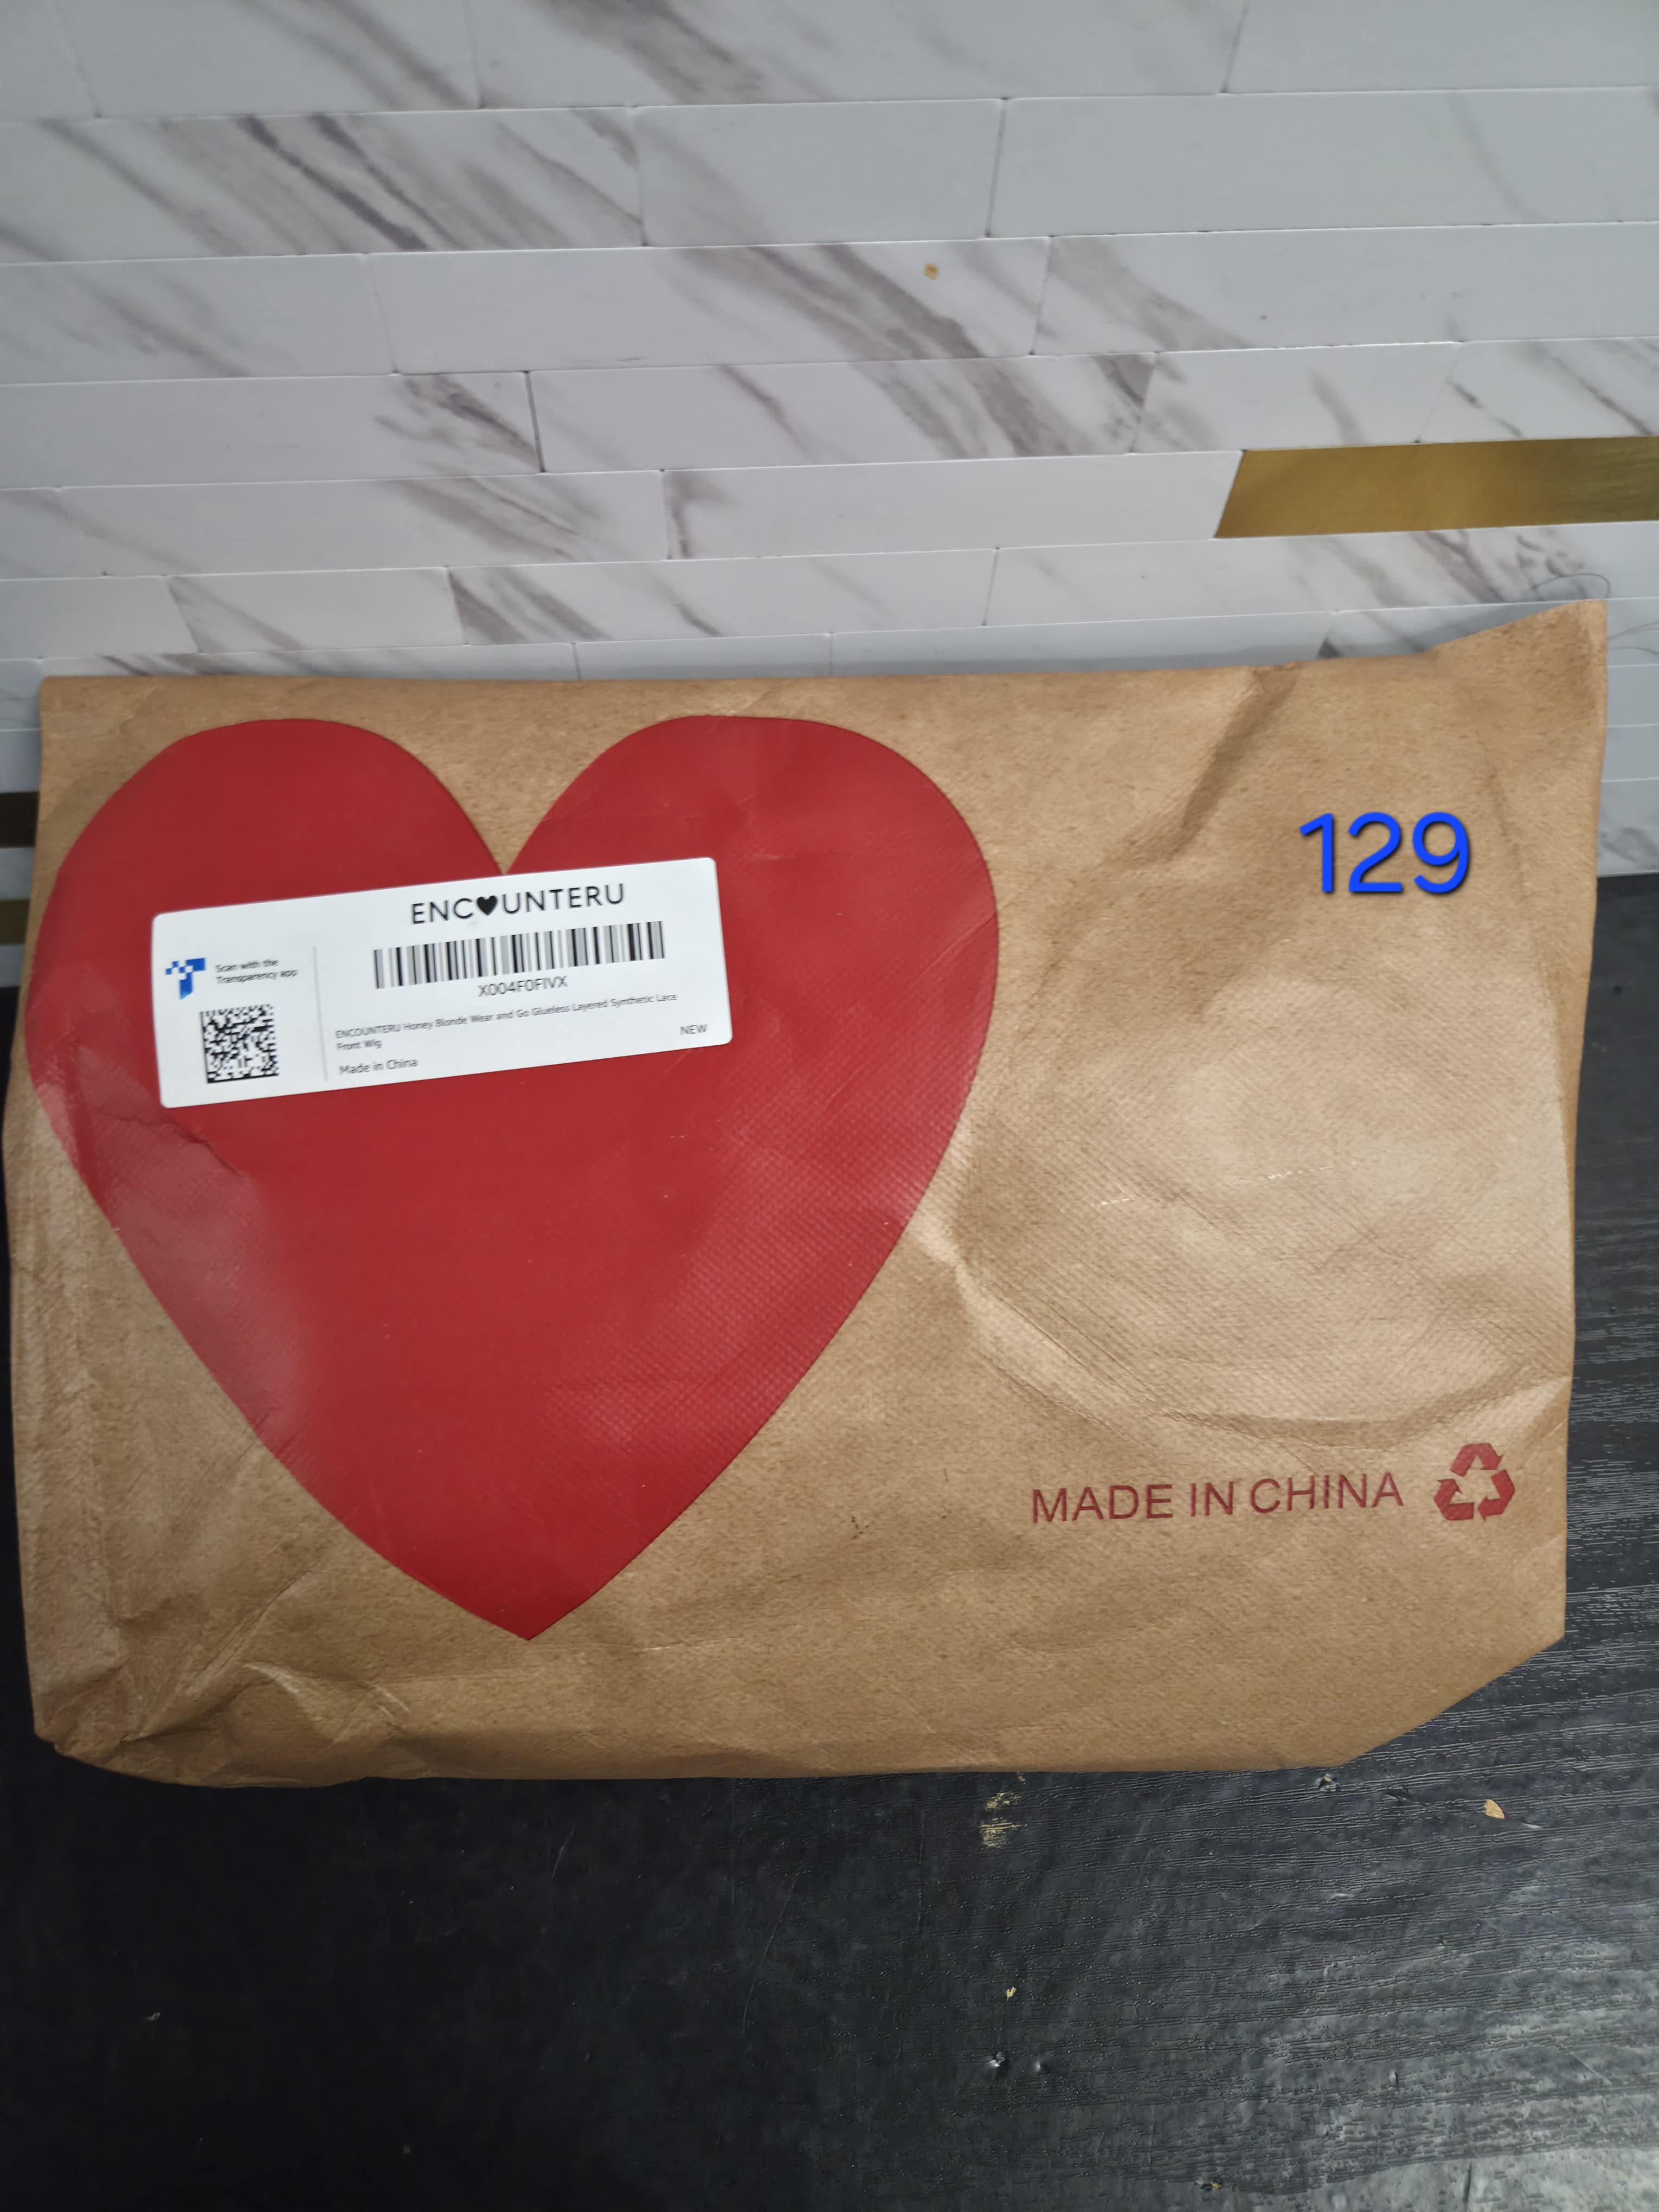 129
ENC♥UNTERU
Scan with the
Transparency app
X004F0FIVX
ENCOUNTERU Honey Blonde Wear and Go Glueless Layered Synthetic Lace
Front Wig
NEW
Made in China
MADE IN CHINA